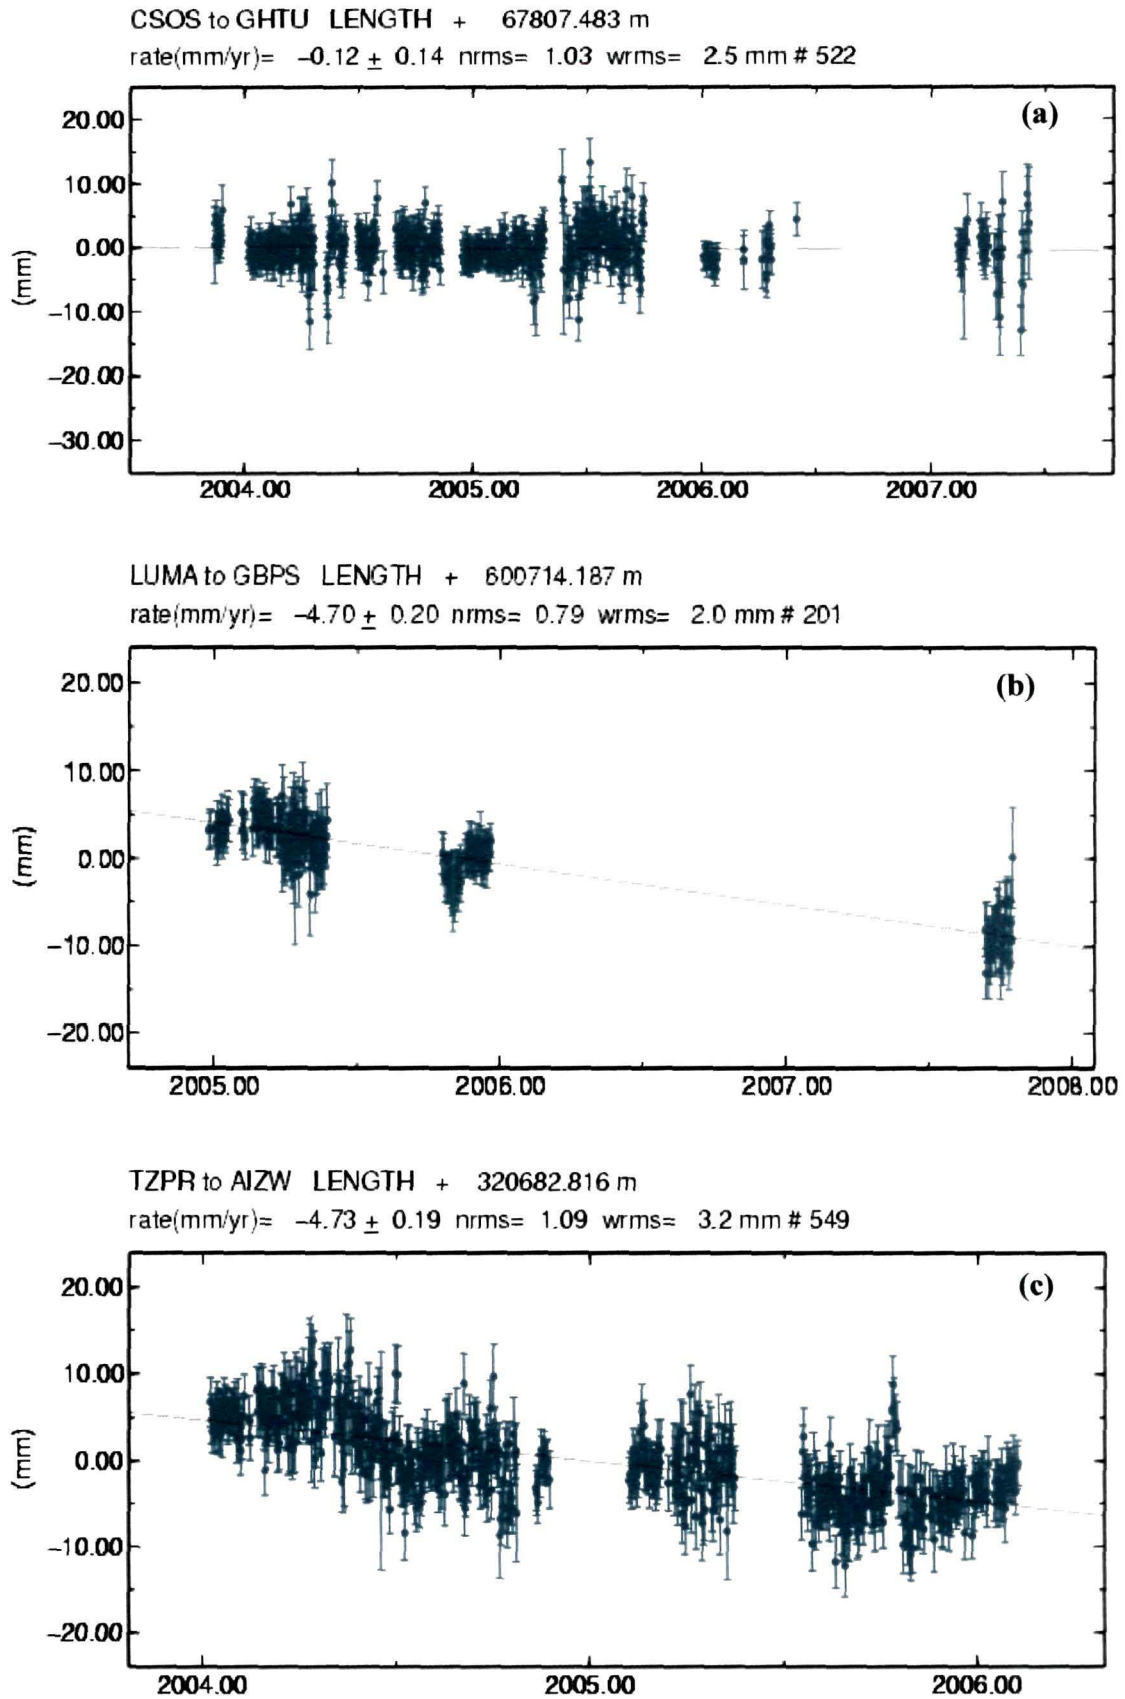 CSOS to GHTU LENGTH + 67807.483 m
rate(mm/yr)= −0.12 ± 0.14 nrms= 1.03 wrms= 2.5 mm # 522
(a)
20.00
10.00
0.00
−10.00
−20.00
−30.00
(mm)
2004.00 2005.00 2006.00 2007.00
LUMA to GBPS LENGTH + 600714.187 m
rate(mm/yr)= −4.70 ± 0.20 nrms= 0.79 wrms= 2.0 mm # 201
(b)
20.00
10.00
0.00
−10.00
−20.00
(mm)
2005.00 2006.00 2007.00 2008.00
TZPR to AIZW LENGTH + 320682.816 m
rate(mm/yr)= −4.73 ± 0.19 nrms= 1.09 wrms= 3.2 mm # 549
(c)
20.00
10.00
0.00
−10.00
−20.00
(mm)
2004.00 2005.00 2006.00